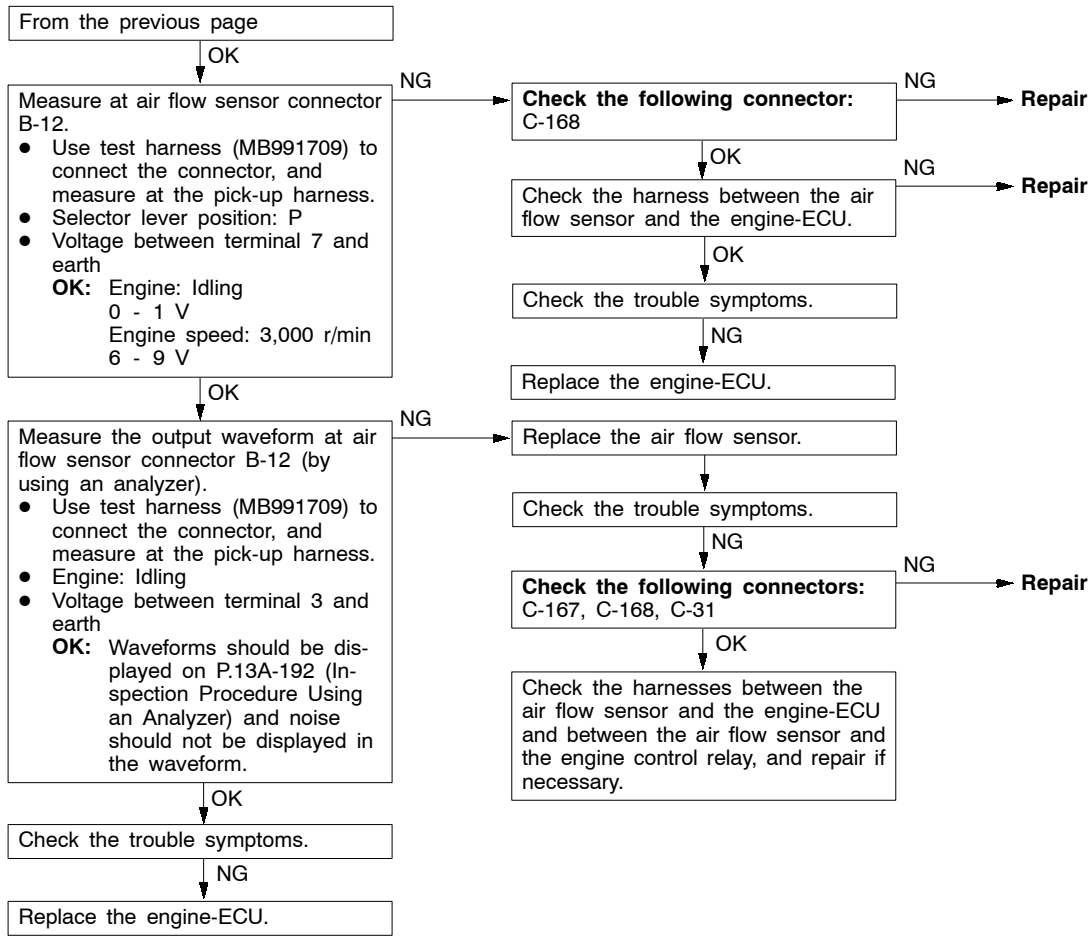 From the previous page
OK
Measure at air flow sensor connector
B-12.
● Use test harness (MB991709) to
connect the connector, and
measure at the pick-up harness.
● Selector lever position: P
● Voltage between terminal 7 and
earth
OK: Engine: Idling
0 - 1 V
Engine speed: 3,000 r/min
6 - 9 V
NG
Check the following connector:
C-168
NG
Repair
OK
Check the harness between the air
flow sensor and the engine-ECU.
NG
Repair
OK
Check the trouble symptoms.
NG
Replace the engine-ECU.
OK
Measure the output waveform at air
flow sensor connector B-12 (by
using an analyzer).
● Use test harness (MB991709) to
connect the connector, and
measure at the pick-up harness.
● Engine: Idling
● Voltage between terminal 3 and
earth
OK: Waveforms should be dis-
played on P.13A-192 (In-
spection Procedure Using
an Analyzer) and noise
should not be displayed in
the waveform.
NG
Replace the air flow sensor.
Check the trouble symptoms.
NG
Check the following connectors:
C-167, C-168, C-31
NG
Repair
OK
Check the harnesses between the
air flow sensor and the engine-ECU
and between the air flow sensor and
the engine control relay, and repair if
necessary.
OK
Check the trouble symptoms.
NG
Replace the engine-ECU.